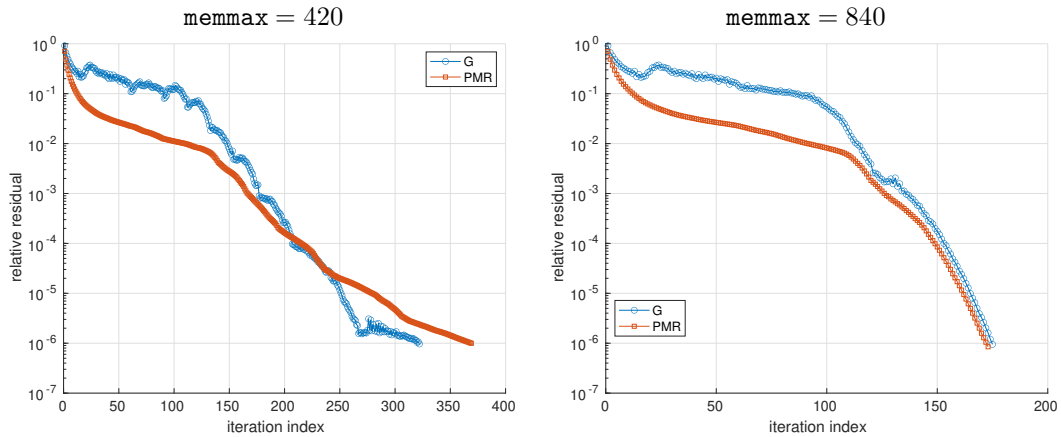 memmax = 420
10^0
10^-1
10^-2
10^-3
10^-4
10^-5
10^-6
10^-7
relative residual
0 50 100 150 200 250 300 350 400
iteration index
G
PMR
memmax = 840
10^0
10^-1
10^-2
10^-3
10^-4
10^-5
10^-6
10^-7
relative residual
0 50 100 150 200
iteration index
G
PMR